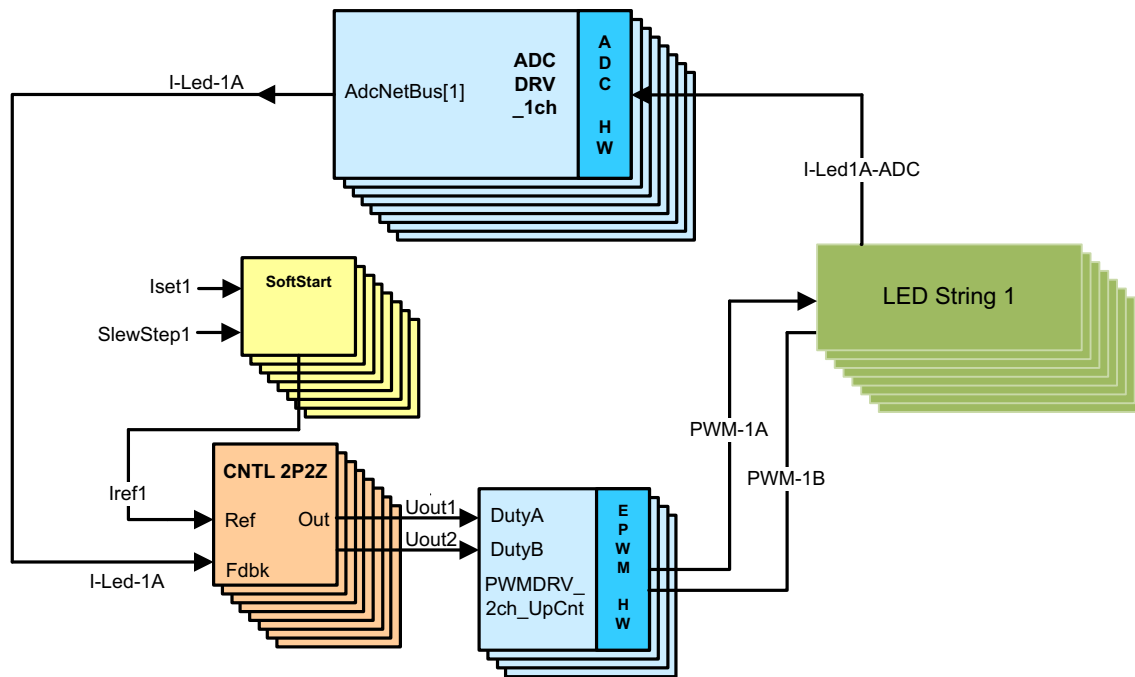 I-Led-1A
AdcNetBus[1]
ADC
DRV
_1ch
A
D
C
H
W
I-Led1A-ADC
SoftStart
Iset1
SlewStep1
LED String 1
PWM-1A
PWM-1B
CNTL 2P2Z
Iref1
Ref
Out
Uout1
Uout2
Fdbk
I-Led-1A
DutyA
DutyB
PWMDRV_
2ch_UpCnt
E
P
W
M
H
W